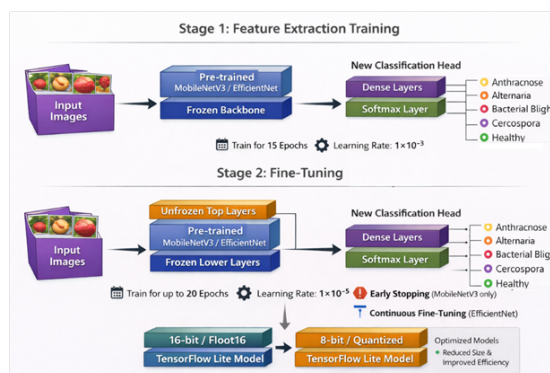 Stage 1: Feature Extraction Training
Input
Images
Pre-trained
MobileNetV3 / EfficientNet
Frozen Backbone
New Classification Head
Dense Layers
Softmax Layer
Anthracnose
Alternaria
Bacterial Bligh
Cercospora
Healthy
Train for 15 Epochs
Learning Rate: 1×10⁻³
Stage 2: Fine-Tuning
Input
Images
Unfrozen Top Layers
Pre-trained
MobileNetV3 / EfficientNet
Frozen Lower Layers
New Classification Head
Dense Layers
Softmax Layer
Anthracnose
Alternaria
Bacterial Blig
Cercospora
Healthy
Train for up to 20 Epochs
Learning Rate: 1×10⁻⁵
Early Stopping (MobileNetV3 only)
Continuous Fine-Tuning (EfficientNet)
16-bit / Floot16
TensorFlow Lite Model
8-bit / Quantized
TensorFlow Lite Model
Optimized Models
Reduced Size &
Improved Efficiency